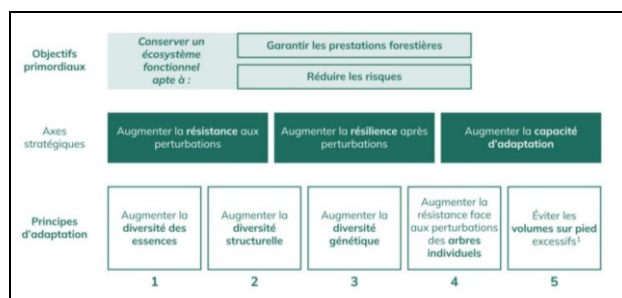 Objectifs
primordiaux
Conserver un
écosystème
fonctionnel
apte à :
Garantir les prestations forestières
Réduire les risques
Axes
stratégiques
Augmenter la résistance aux
perturbations
Augmenter la résilience après
perturbations
Augmenter la capacité
d'adaptation
Principes
d'adaptation
Augmenter la
diversité des
essences
Augmenter la
diversité
structurelle
Augmenter la
diversité
génétique
Augmenter la
résistance face
aux perturbations
des arbres
individuels
Éviter les
volumes sur pied
excessifs¹
1
2
3
4
5